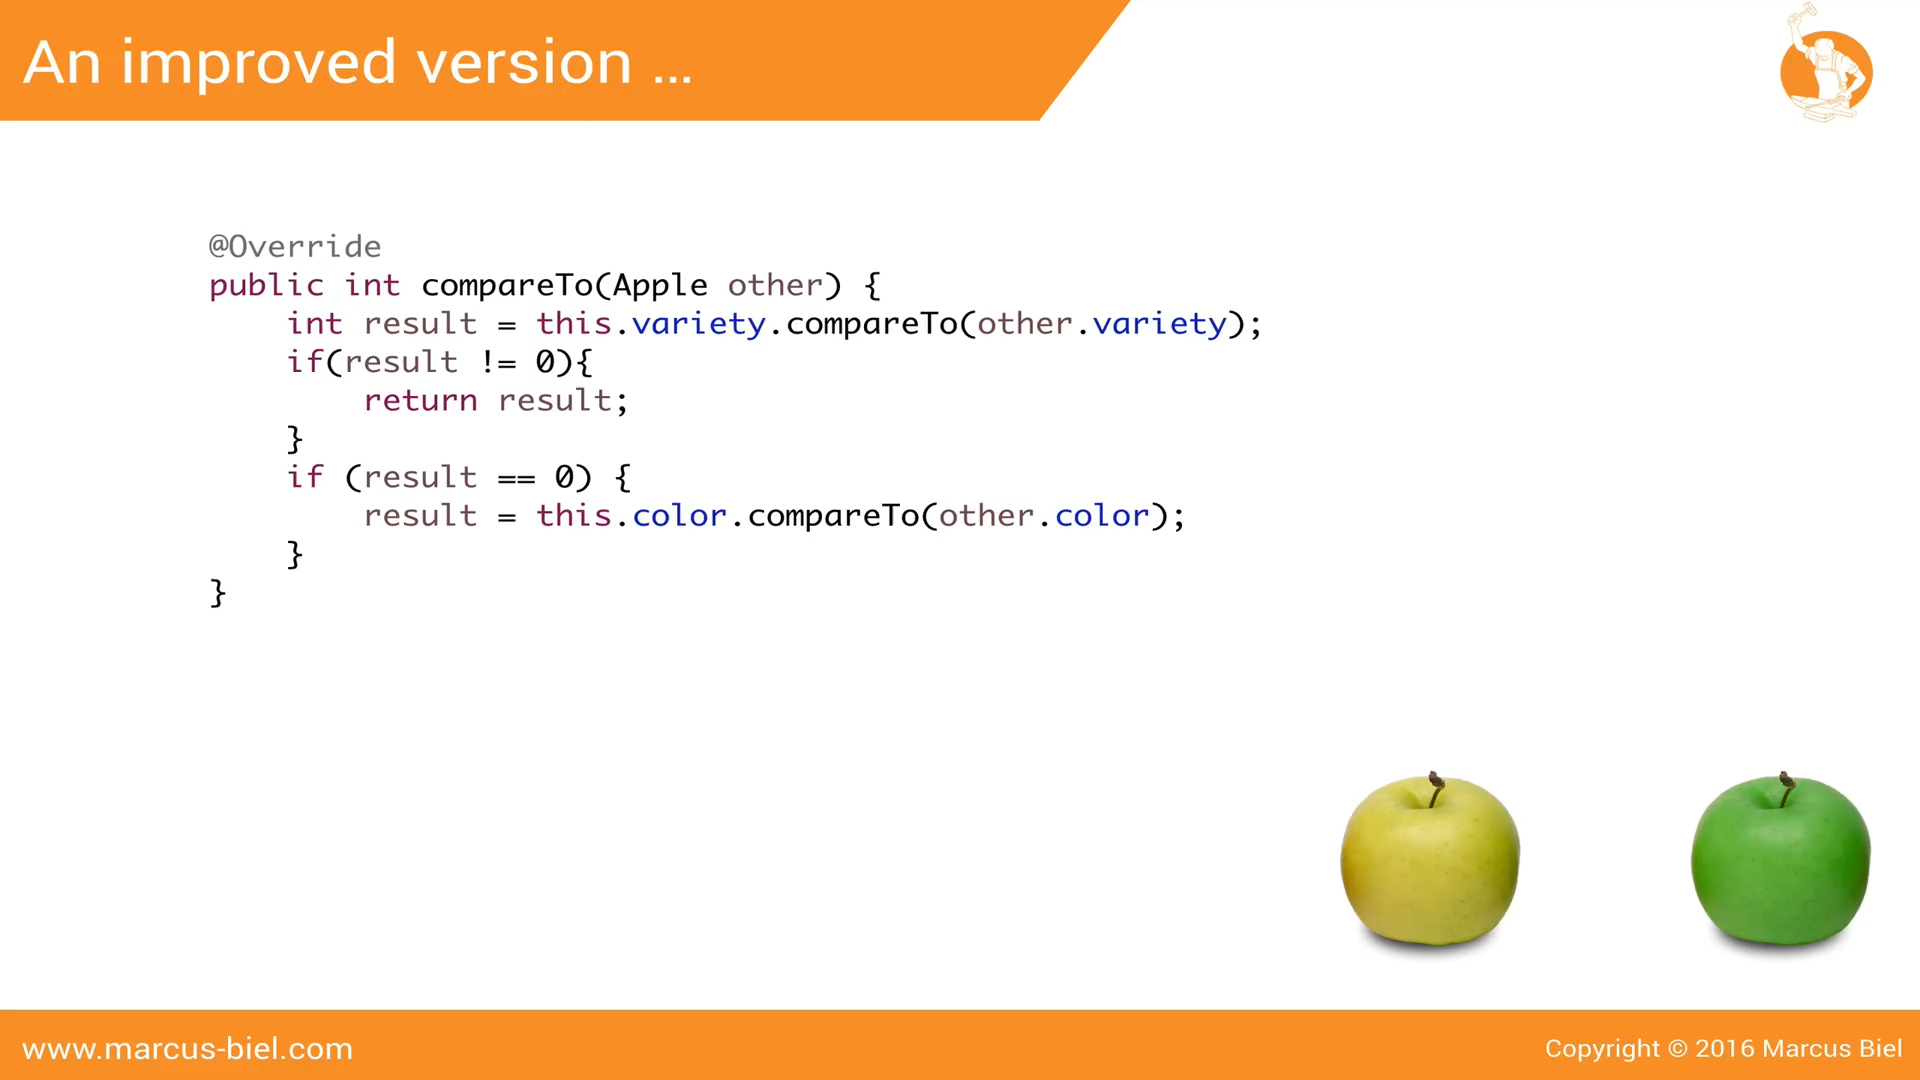 An improved version ...
@Override
public int compareTo(Apple other) {
    int result = this.variety.compareTo(other.variety);
    if(result != 0){
        return result;
    }
    if (result == 0) {
        result = this.color.compareTo(other.color);
    }
}
www.marcus-biel.com
Copyright © 2016 Marcus Biel